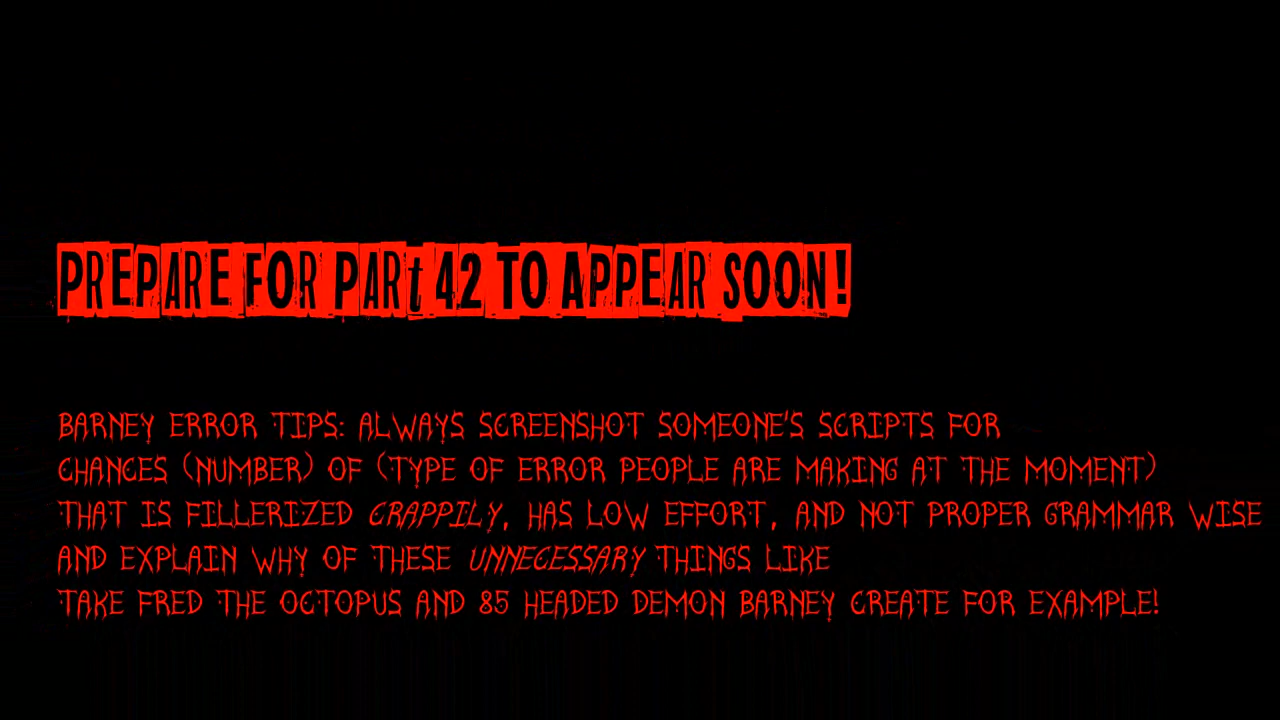 PREPARE FOR PARt 42 TO APPEAR SOON!
BARNEY ERROR TIPS: ALWAYS SCREENSHOT SOMEONE'S SCRIPTS FOR
CHANCES (NUMBER) OF (TYPE OF ERROR PEOPLE ARE MAKING AT THE MOMENT)
THAT IS FILLERIZED CRAPPILY, HAS LOW EFFORT, AND NOT PROPER GRAMMAR WISE
AND EXPLAIN WHY OF THESE UNNECESSARY THINGS LIKE
TAKE FRED THE OCTOPUS AND 85 HEADED DEMON BARNEY CREATE FOR EXAMPLE!